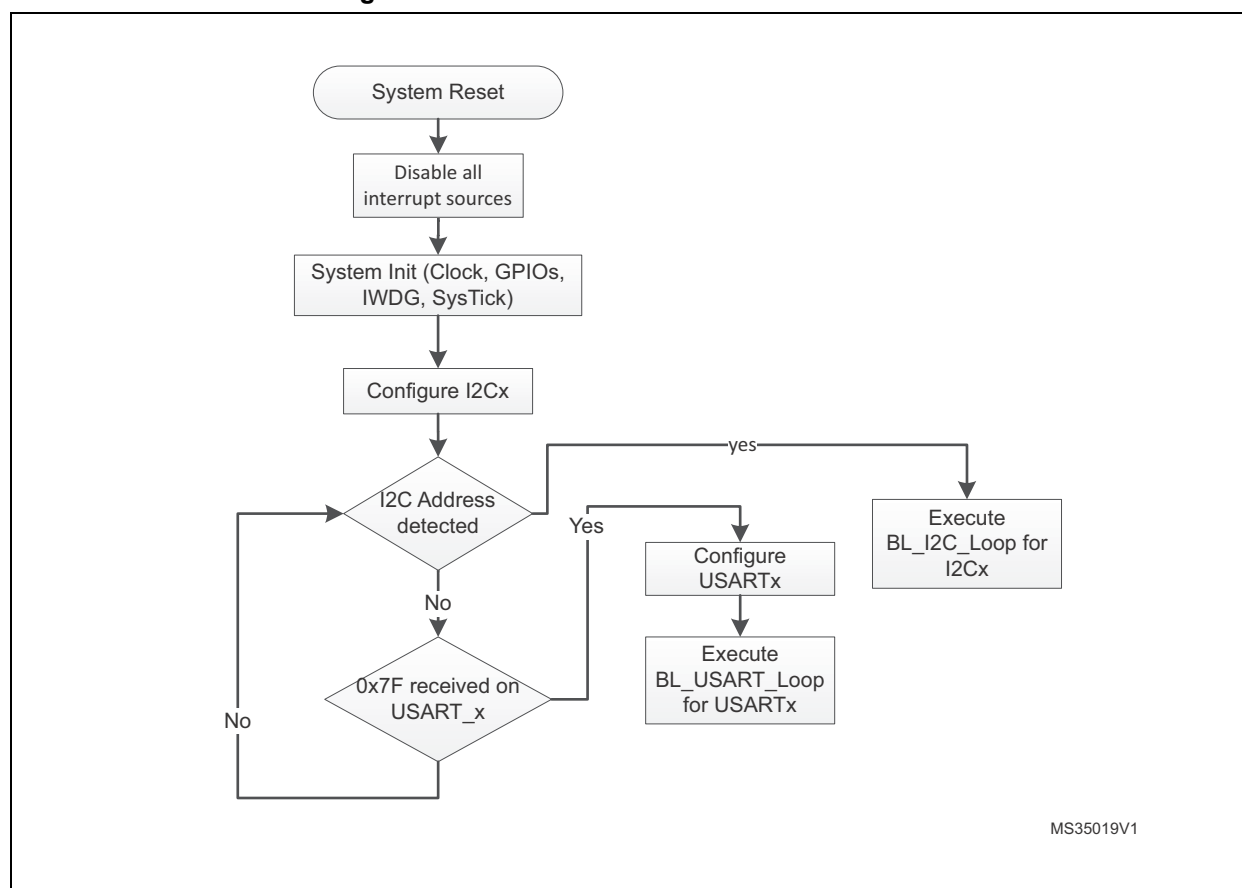 System Reset
Disable all
interrupt sources
System Init (Clock, GPIOs,
IWDG, SysTick)
Configure I2Cx
I2C Address
detected
yes
Execute
BL_I2C_Loop for
I2Cx
Yes
Configure
USARTx
No
Execute
BL_USART_Loop
for USARTx
0x7F received on
USART_x
No
MS35019V1